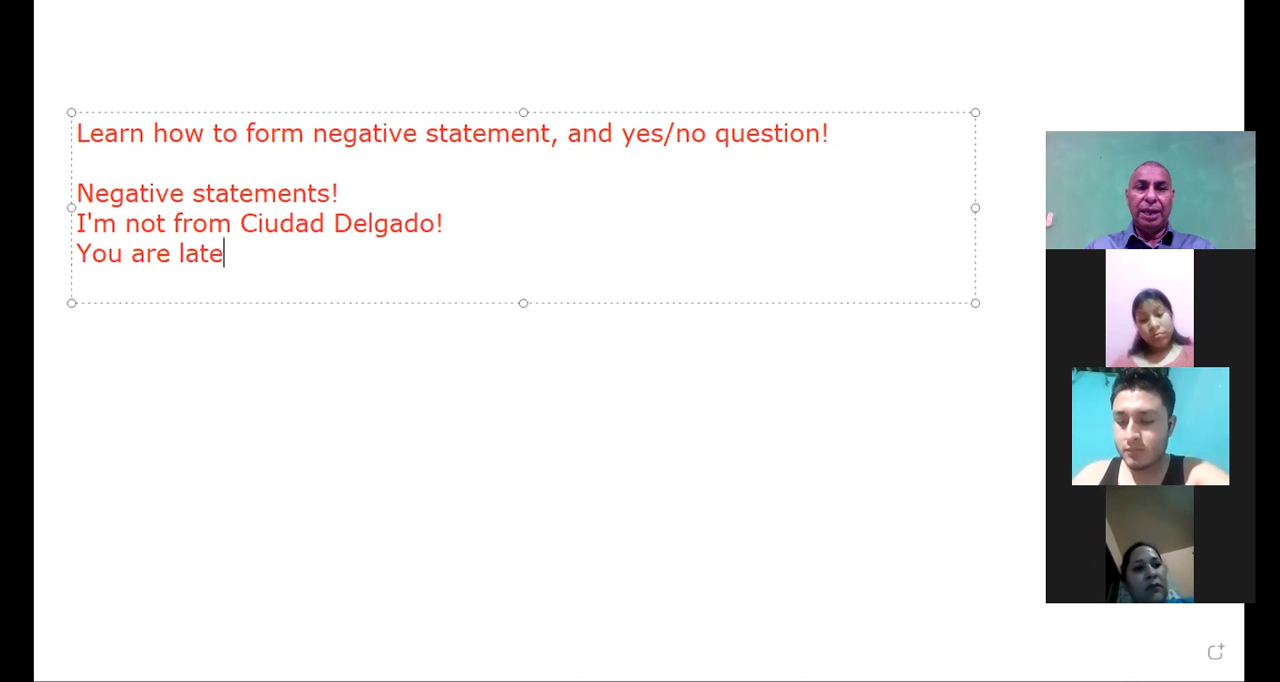 Learn how to form negative statement, and yes/no question!
Negative statements!
I'm not from Ciudad Delgado!
You are late